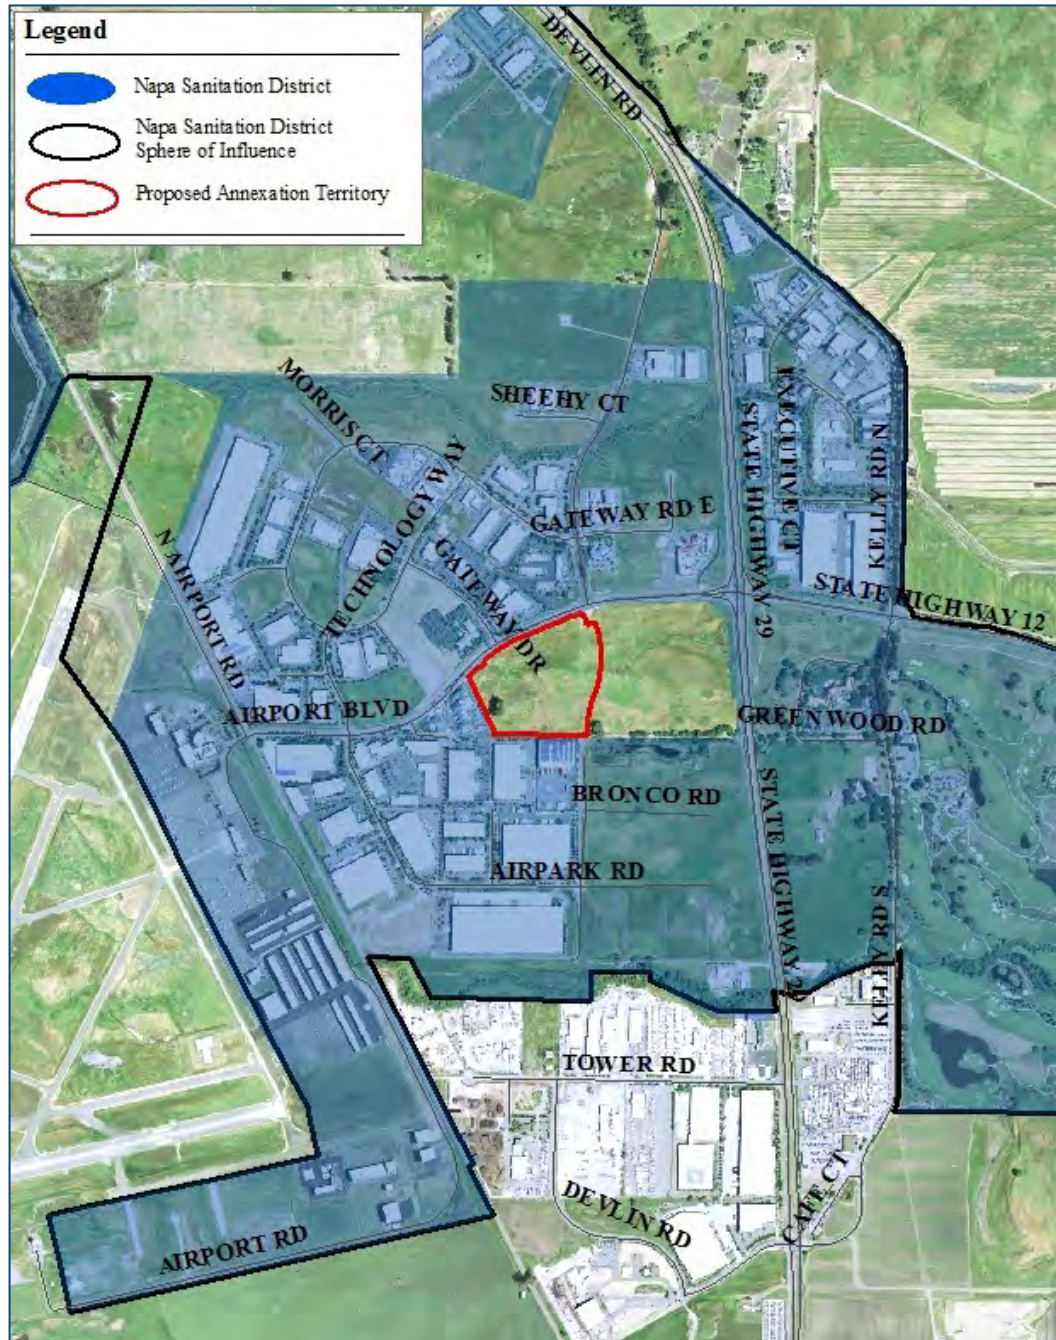 Legend
Napa Sanitation District
Napa Sanitation District
Sphere of Influence
Proposed Annexation Territory
DEVLIN RD
MORRIS CT
SHEEHY CT
TECHNOLOGY WAY
GATEWAY RD E
STATE HIGHWAY 29
EXECUTIVE CT
KELLY RD N
STATE HIGHWAY 12
N AIRPORT RD
GATEWAY DR
AIRPORT BLVD
GREENWOOD RD
BRONCO RD
STATE HIGHWAY 29
AIRPARK RD
KELLY RD S
TOWER RD
DEVLIN RD
CAFE CT
AIRPORT RD